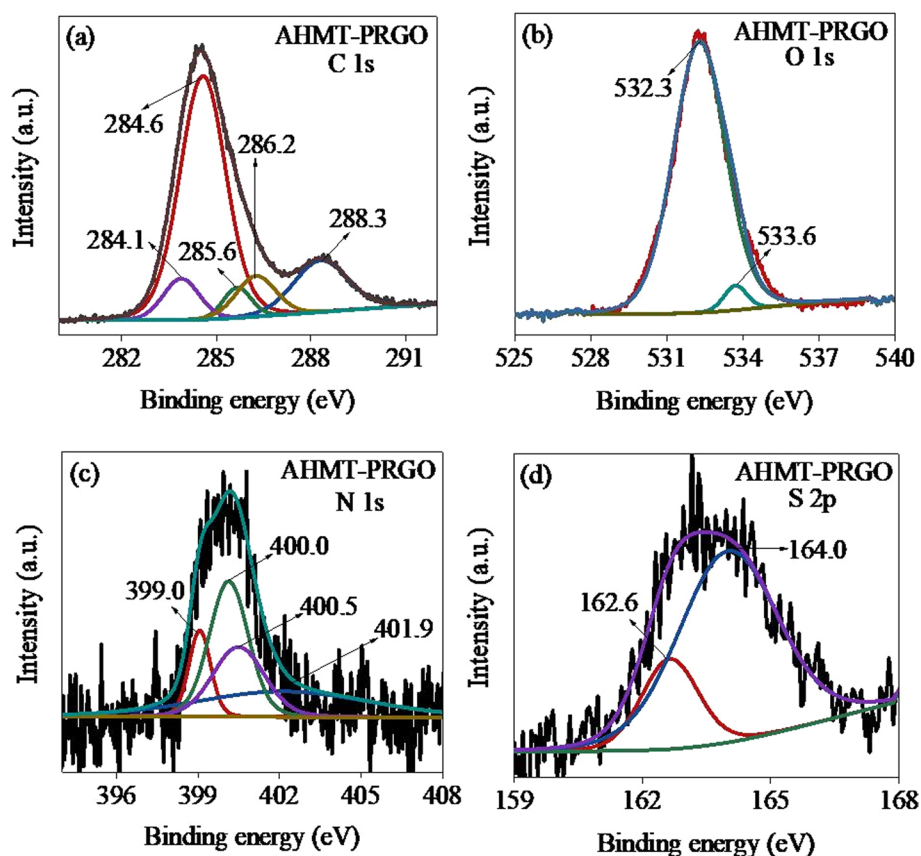 (a)
AHMT-PRGO
C 1s
284.6
286.2
288.3
284.1
285.6
Intensity (a.u.)
282
285
288
291
Binding energy (eV)
(b)
AHMT-PRGO
O 1s
532.3
533.6
Intensity (a.u.)
525
528
531
534
537
540
Binding energy (eV)
(c)
AHMT-PRGO
N 1s
400.0
399.0
400.5
401.9
Intensity (a.u.)
396
399
402
405
408
Binding energy (eV)
(d)
AHMT-PRGO
S 2p
164.0
162.6
Intensity (a.u.)
159
162
165
168
Binding energy (eV)